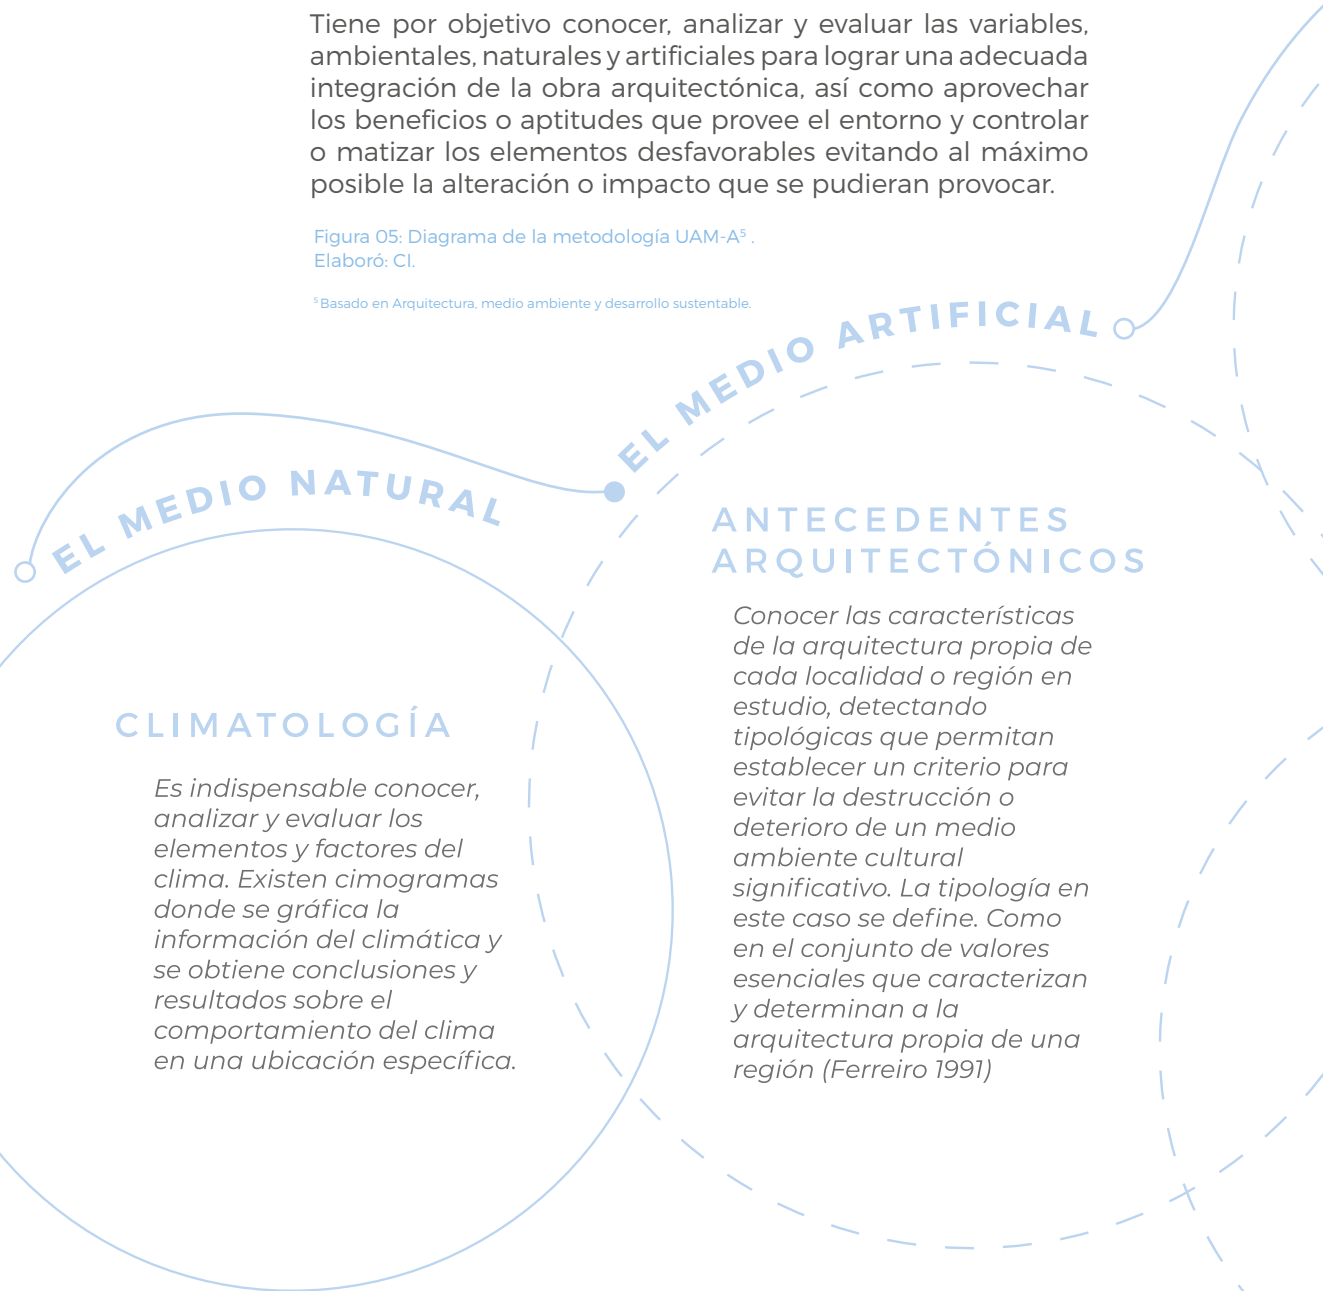 Tiene por objetivo conocer, analizar y evaluar las variables,
ambientales, naturales y artificiales para lograr una adecuada
integración de la obra arquitectónica, así como aprovechar
los beneficios o aptitudes que provee el entorno y controlar
o matizar los elementos desfavorables evitando al máximo
posible la alteración o impacto que se pudieran provocar.
Figura 05: Diagrama de la metodología UAM-A⁵ .
Elaboró: CI.
⁵ Basado en Arquitectura, medio ambiente y desarrollo sustentable.
EL MEDIO NATURAL
CLIMATOLOGÍA
Es indispensable conocer,
analizar y evaluar los
elementos y factores del
clima. Existen cimogramas
donde se gráfica la
información del climática y
se obtiene conclusiones y
resultados sobre el
comportamiento del clima
en una ubicación específica.
EL MEDIO ARTIFICIAL
ANTECEDENTES
ARQUITECTÓNICOS
Conocer las características
de la arquitectura propia de
cada localidad o región en
estudio, detectando
tipológicas que permitan
establecer un criterio para
evitar la destrucción o
deterioro de un medio
ambiente cultural
significativo. La tipología en
este caso se define. Como
en el conjunto de valores
esenciales que caracterizan
y determinan a la
arquitectura propia de una
región (Ferreiro 1991)